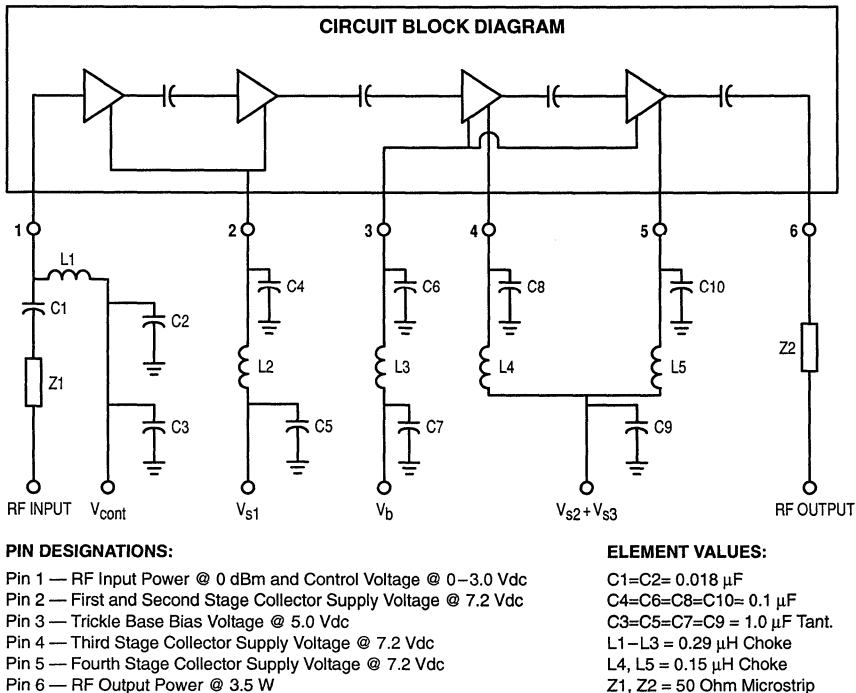 CIRCUIT BLOCK DIAGRAM
1
2
3
4
5
6
L1
C1
C2
Z1
C3
C4
L2
C5
C6
L3
C7
C8
L4
C10
L5
C9
Z2
RF INPUT
Vcont
Vs1
Vb
Vs2 + Vs3
RF OUTPUT
PIN DESIGNATIONS:
Pin 1 — RF Input Power @ 0 dBm and Control Voltage @ 0–3.0 Vdc
Pin 2 — First and Second Stage Collector Supply Voltage @ 7.2 Vdc
Pin 3 — Trickle Base Bias Voltage @ 5.0 Vdc
Pin 4 — Third Stage Collector Supply Voltage @ 7.2 Vdc
Pin 5 — Fourth Stage Collector Supply Voltage @ 7.2 Vdc
Pin 6 — RF Output Power @ 3.5 W
ELEMENT VALUES:
C1=C2= 0.018 µF
C4=C6=C8=C10= 0.1 µF
C3=C5=C7=C9 = 1.0 µF Tant.
L1–L3 = 0.29 µH Choke
L4, L5 = 0.15 µH Choke
Z1, Z2 = 50 Ohm Microstrip